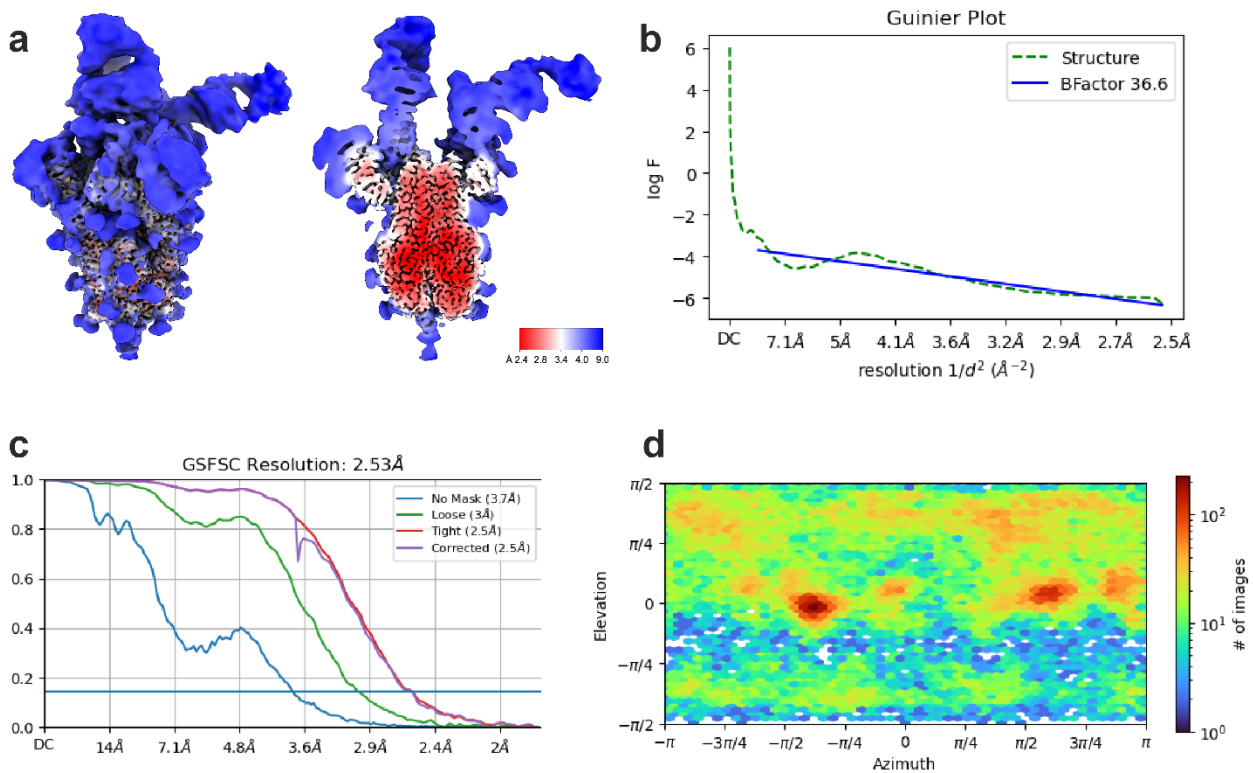 a
Å 2.4 2.8 3.4 4.0 9.0
b
Guinier Plot
Structure
BFactor 36.6
6
4
2
0
−2
−4
−6
log F
DC 7.1Å 5Å 4.1Å 3.6Å 3.2Å 2.9Å 2.7Å 2.5Å
resolution 1/d² (Å⁻²)
c
GSFSC Resolution: 2.53Å
No Mask (3.7Å)
Loose (3Å)
Tight (2.5Å)
Corrected (2.5Å)
1.0
0.8
0.6
0.4
0.2
0.0
DC 14Å 7.1Å 4.8Å 3.6Å 2.9Å 2.4Å 2Å
d
π/2
π/4
0
−π/4
−π/2
Elevation
−π −3π/4 −π/2 −π/4 0 π/4 π/2 3π/4 π
Azimuth
10²
10¹
10⁰
# of images